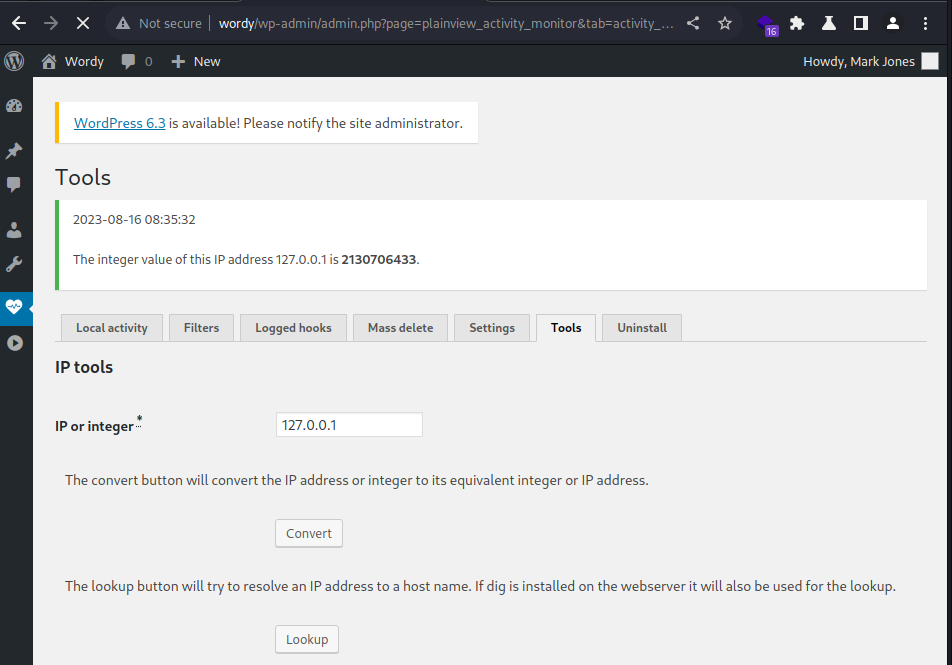 Not secure wordy/wp-admin/admin.php?page=plainview_activity_monitor&tab=activity_...
16
Wordy 0 + New Howdy, Mark Jones
WordPress 6.3 is available! Please notify the site administrator.
Tools
2023-08-16 08:35:32
The integer value of this IP address 127.0.0.1 is 2130706433.
Local activity Filters Logged hooks Mass delete Settings Tools Uninstall
IP tools
IP or integer* 127.0.0.1
The convert button will convert the IP address or integer to its equivalent integer or IP address.
Convert
The lookup button will try to resolve an IP address to a host name. If dig is installed on the webserver it will also be used for the lookup.
Lookup